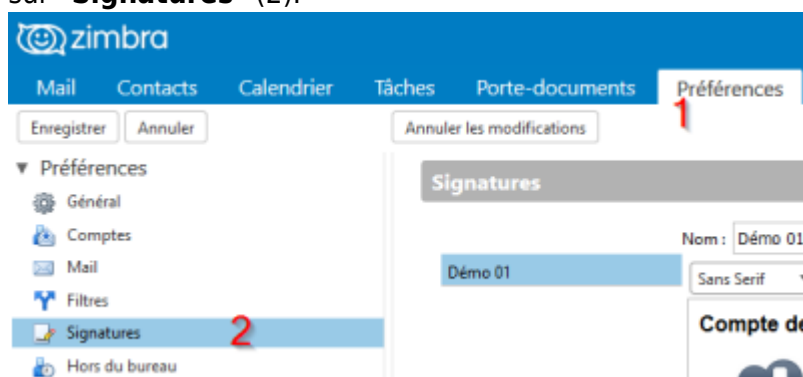 sur "Signatures" (2).
zimbra
Mail Contacts Calendrier Tâches Porte-documents Préférences
1
Enregistrer Annuler Annuler les modifications
Préférences
Général
Comptes
Mail
Filtres
Signatures 2
Hors du bureau
Signatures
Nom : Démo 01
Démo 01
Sans Serif
Compte de